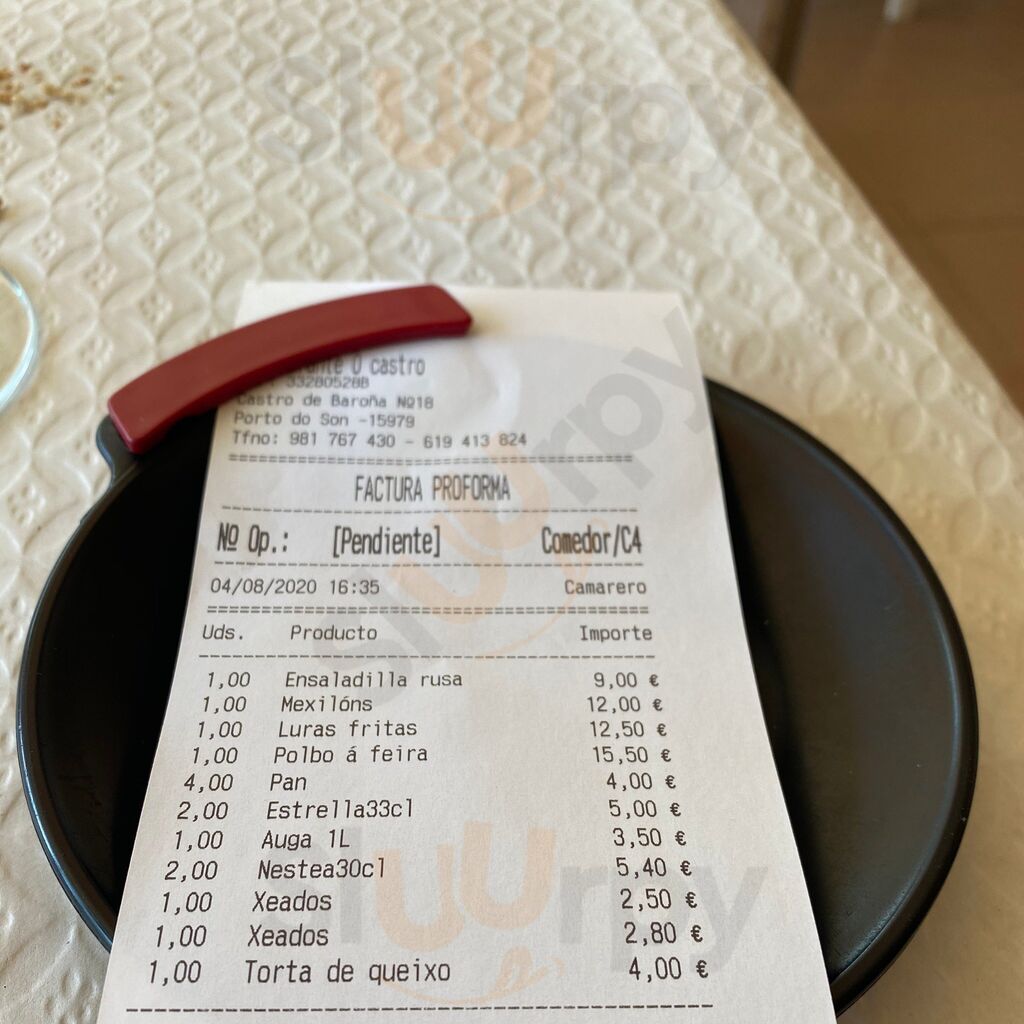 O castro
33280528B
Castro de Baroña Nº18
Porto do Son -15979
Tfno: 981 767 430 - 619 413 824
FACTURA PROFORMA
Nº Op.: [Pendiente] Comedor/C4
04/08/2020 16:35 Camarero
Uds. Producto Importe
1,00 Ensaladilla rusa 9,00 €
1,00 Mexilóns 12,00 €
1,00 Luras fritas 12,50 €
1,00 Polbo á feira 15,50 €
4,00 Pan 4,00 €
2,00 Estrella33cl 5,00 €
1,00 Auga 1L 3,50 €
2,00 Nestea30cl 5,40 €
1,00 Xeados 2,50 €
1,00 Xeados 2,80 €
1,00 Torta de queixo 4,00 €
sluurpy
sluurpy
sluurpy